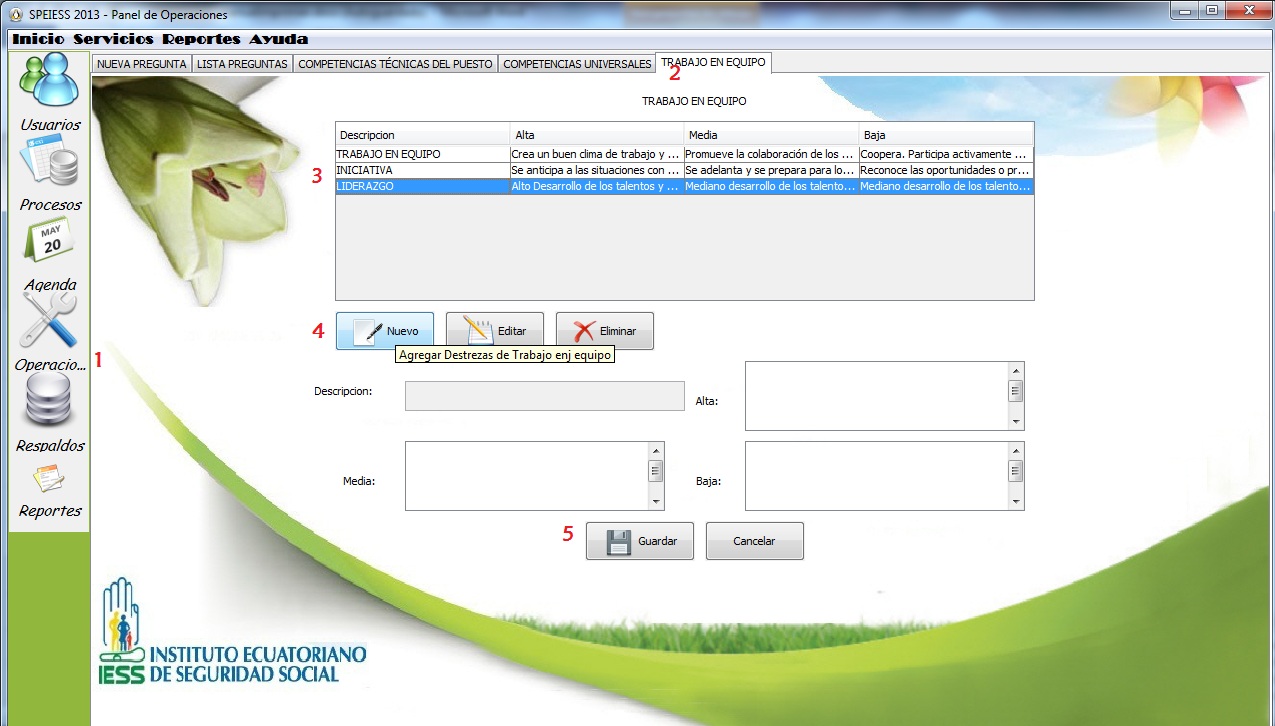 SPEIESS 2013 - Panel de Operaciones
Inicio Servicios Reportes Ayuda
NUEVA PREGUNTA LISTA PREGUNTAS COMPETENCIAS TÉCNICAS DEL PUESTO COMPETENCIAS UNIVERSALES TRABAJO EN EQUIPO
2
TRABAJO EN EQUIPO
Usuarios
Procesos
MAY
20
Agenda
Operacio...
1
Respaldos
Reportes
Descripcion Alta Media Baja
TRABAJO EN EQUIPO Crea un buen clima de trabajo y ... Promueve la colaboración de los ... Coopera. Participa activamente ...
3
INICIATIVA Se anticipa a las situaciones con ... Se adelanta y se prepara para lo... Reconoce las oportunidades o pr...
LIDERAZGO Alto Desarrollo de los talentos y ... Mediano desarrollo de los talento... Mediano desarrollo de los talento...
4 Nuevo Editar Eliminar
Agregar Destrezas de Trabajo enj equipo
Descripcion: Alta:
Media: Baja:
5 Guardar Cancelar
IESS
INSTITUTO ECUATORIANO
DE SEGURIDAD SOCIAL